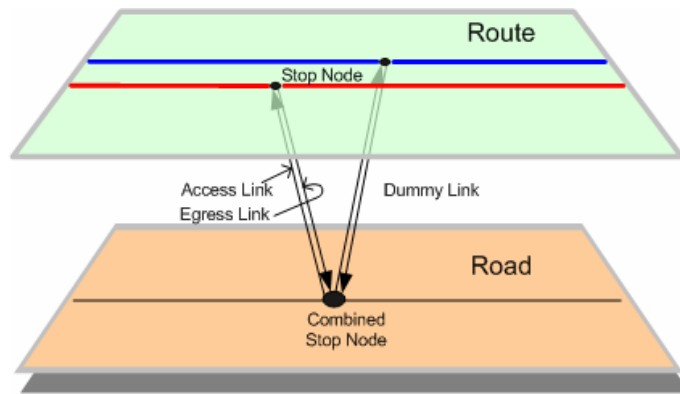 Route
Stop Node
Access Link
Egress Link
Dummy Link
Road
Combined
Stop Node